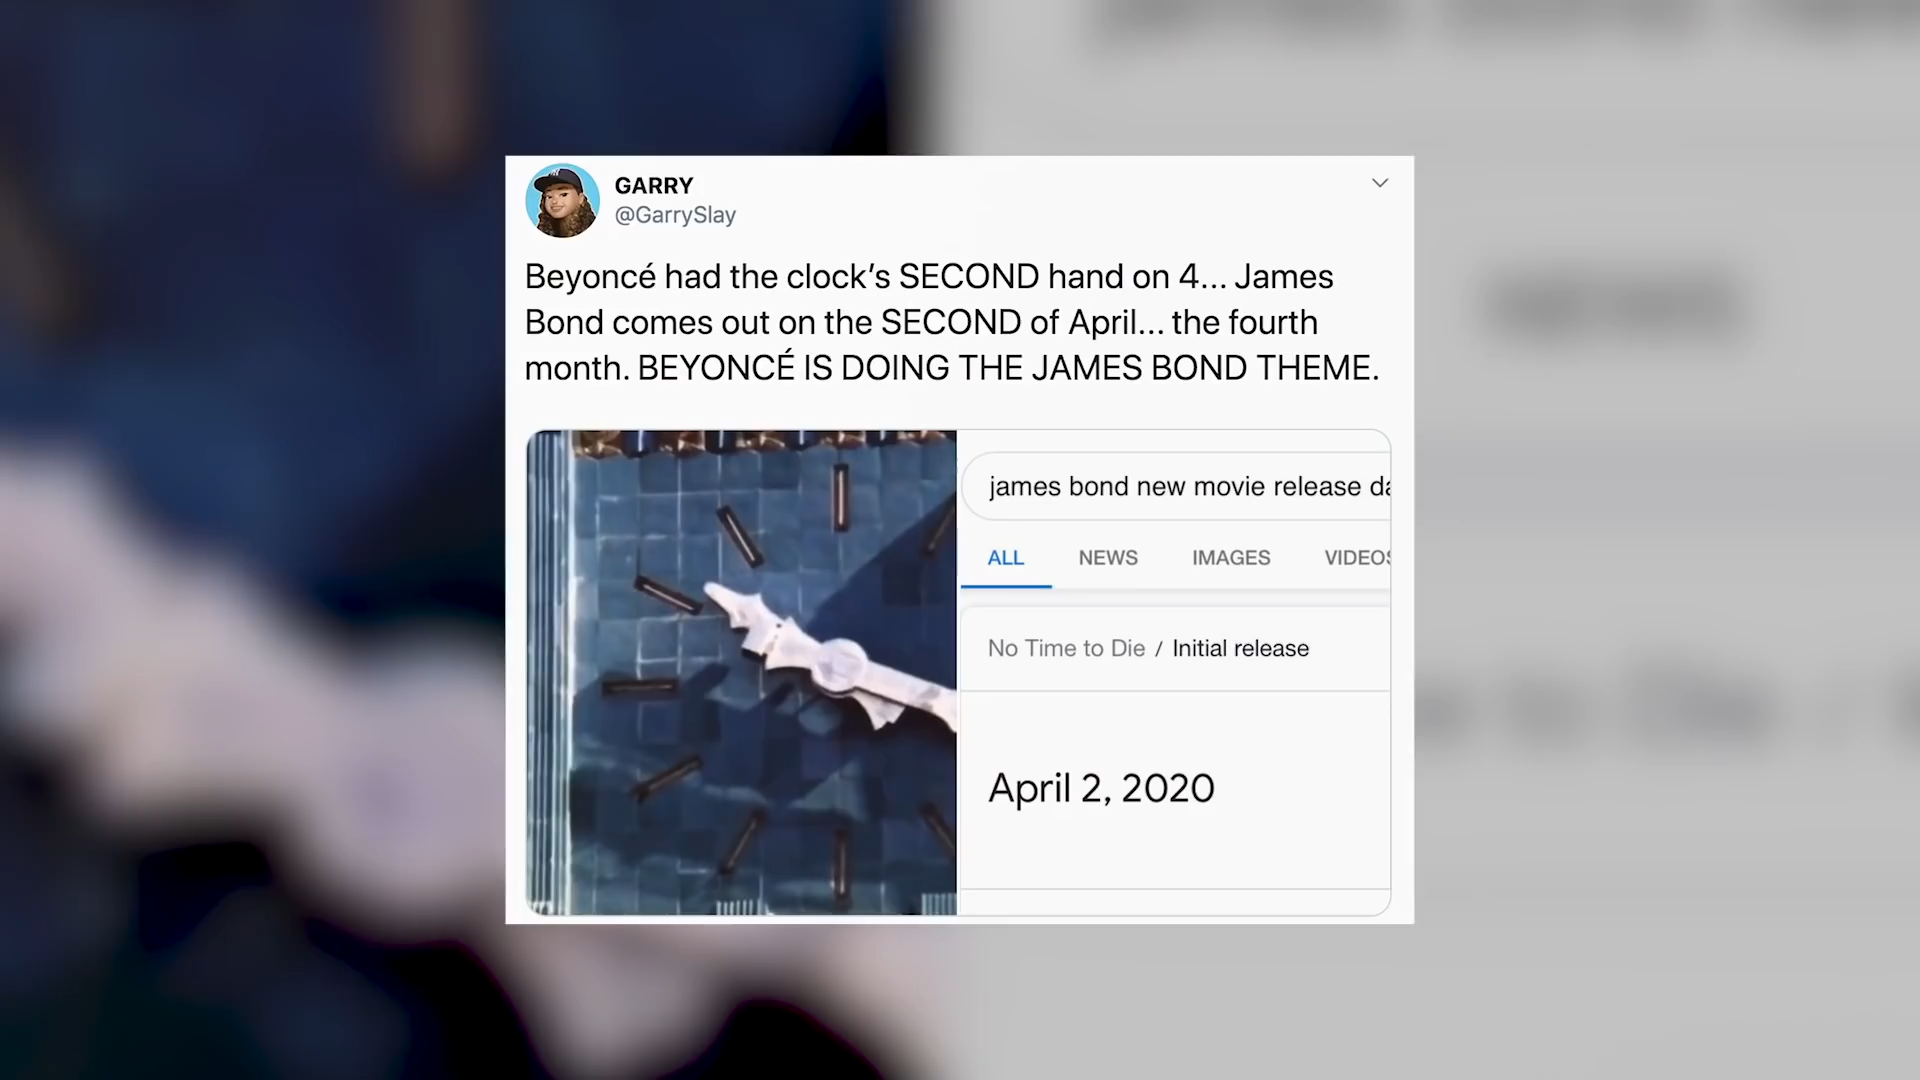 GARRY
@GarrySlay
Beyoncé had the clock’s SECOND hand on 4... James
Bond comes out on the SECOND of April... the fourth
month. BEYONCÉ IS DOING THE JAMES BOND THEME.
james bond new movie release da
ALL NEWS IMAGES VIDEOS
No Time to Die / Initial release
April 2, 2020